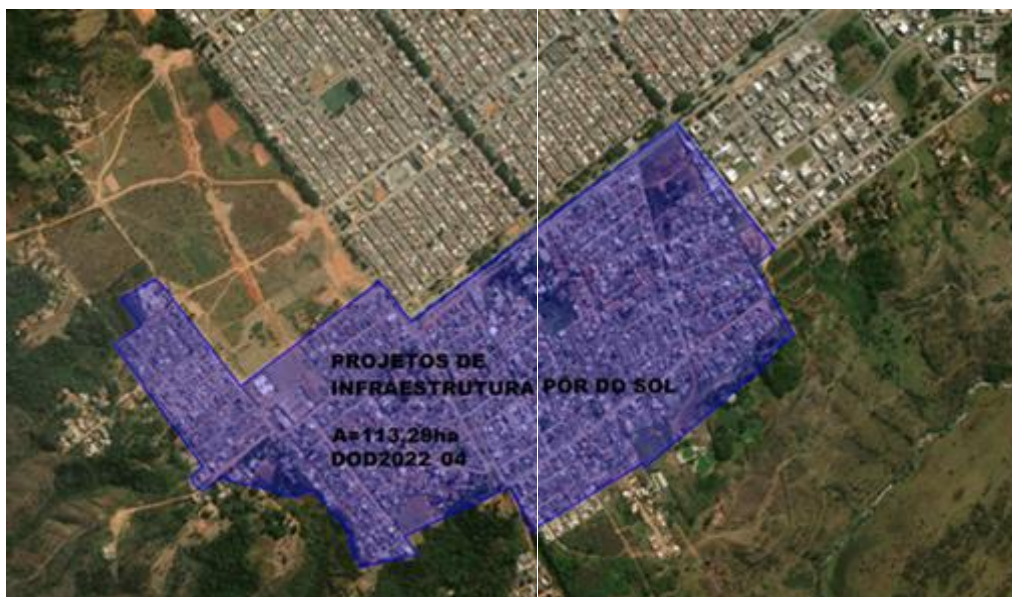 PROJETOS DE
INFRAESTRUTURA POR DO SOL
A=113,29ha
DOD2022_04